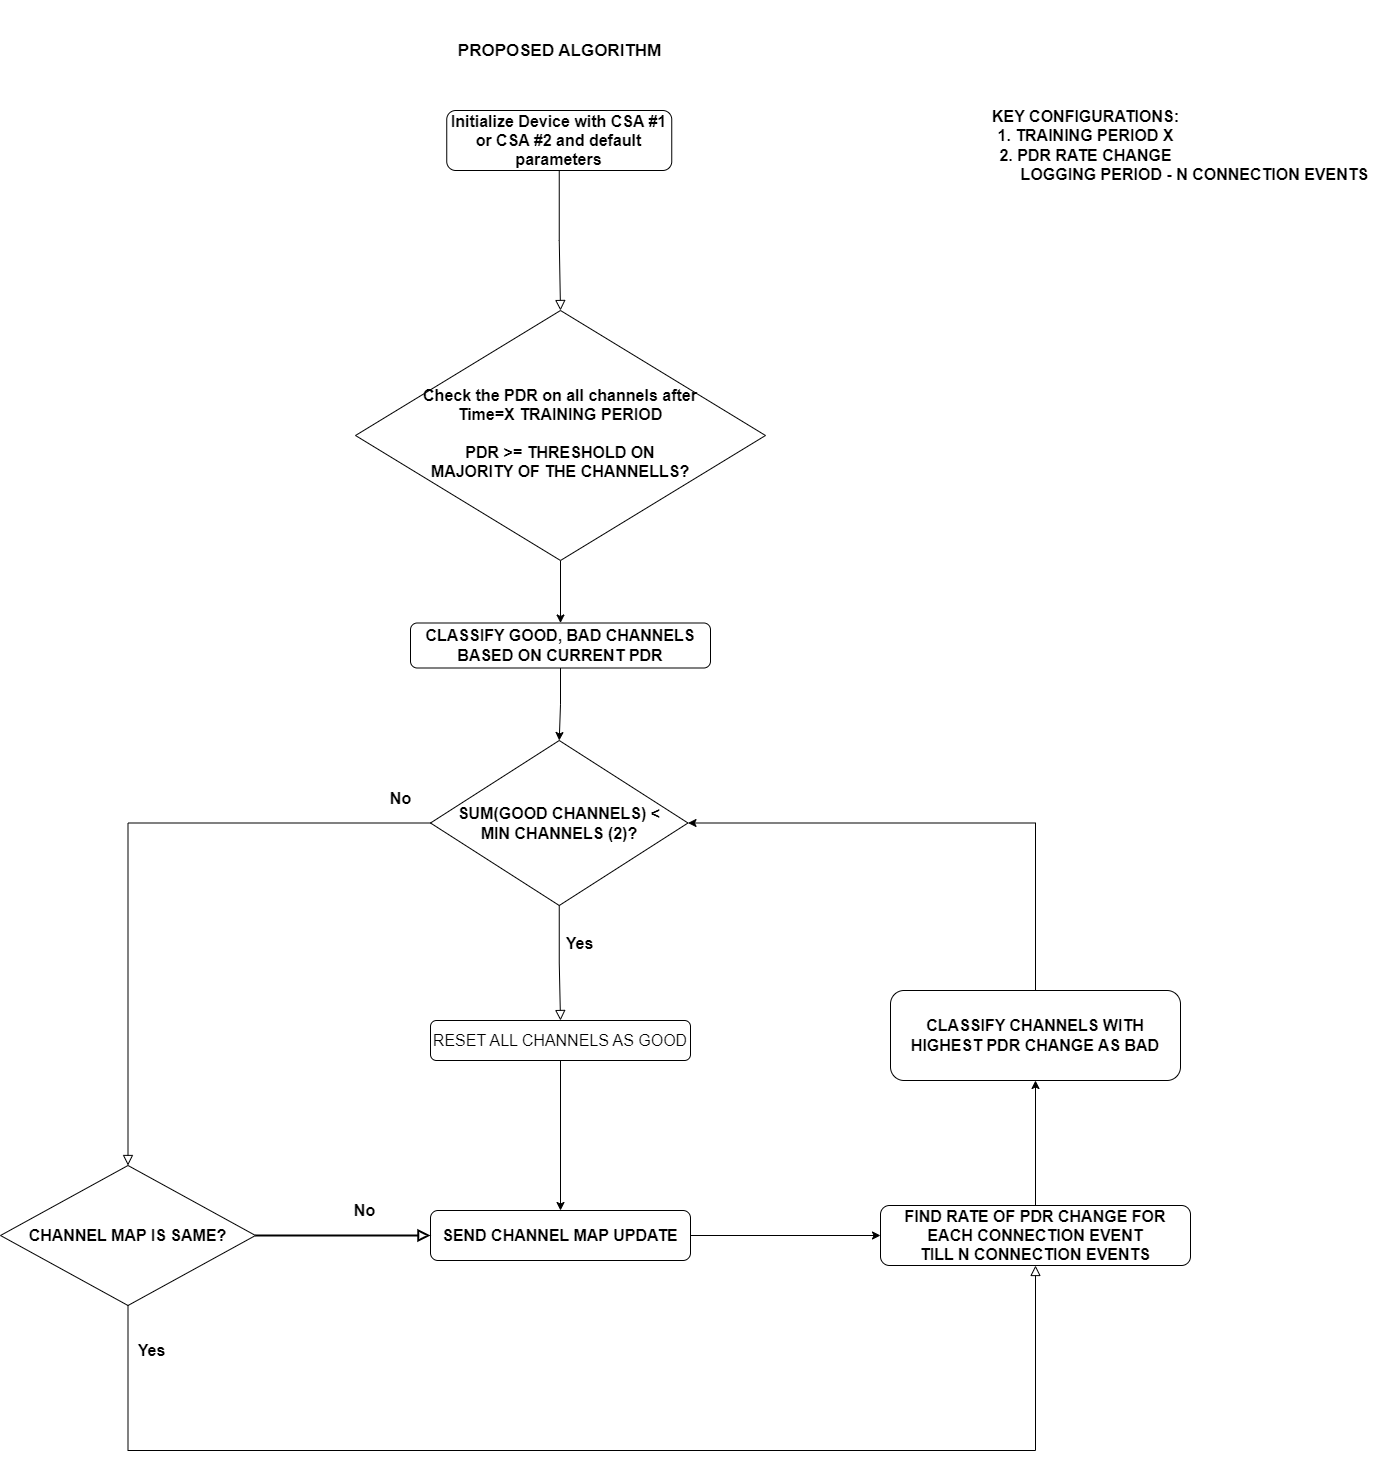 PROPOSED ALGORITHM
KEY CONFIGURATIONS:
1. TRAINING PERIOD X
2. PDR RATE CHANGE
LOGGING PERIOD - N CONNECTION EVENTS
Initialize Device with CSA #1
or CSA #2 and default
parameters
Check the PDR on all channels after
Time=X TRAINING PERIOD
PDR >= THRESHOLD ON
MAJORITY OF THE CHANNELLS?
CLASSIFY GOOD, BAD CHANNELS
BASED ON CURRENT PDR
No
SUM(GOOD CHANNELS) <
MIN CHANNELS (2)?
Yes
RESET ALL CHANNELS AS GOOD
CLASSIFY CHANNELS WITH
HIGHEST PDR CHANGE AS BAD
CHANNEL MAP IS SAME?
No
SEND CHANNEL MAP UPDATE
FIND RATE OF PDR CHANGE FOR
EACH CONNECTION EVENT
TILL N CONNECTION EVENTS
Yes